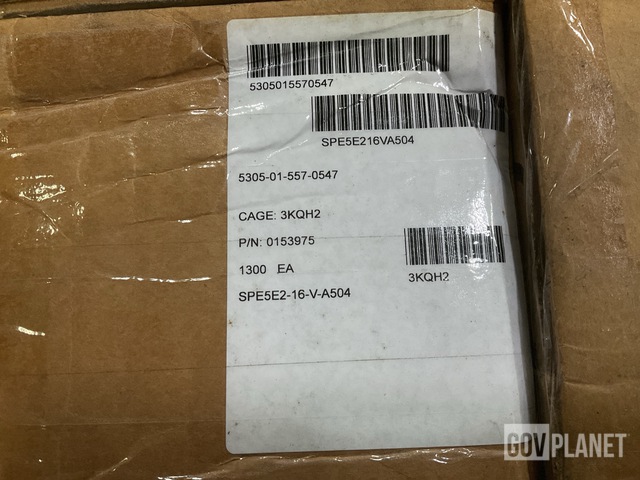 5305015570547
SPE5E216VA504
5305-01-557-0547
CAGE: 3KQH2
P/N: 0153975
1300 EA
3KQH2
SPE5E2-16-V-A504
GOVPLANET